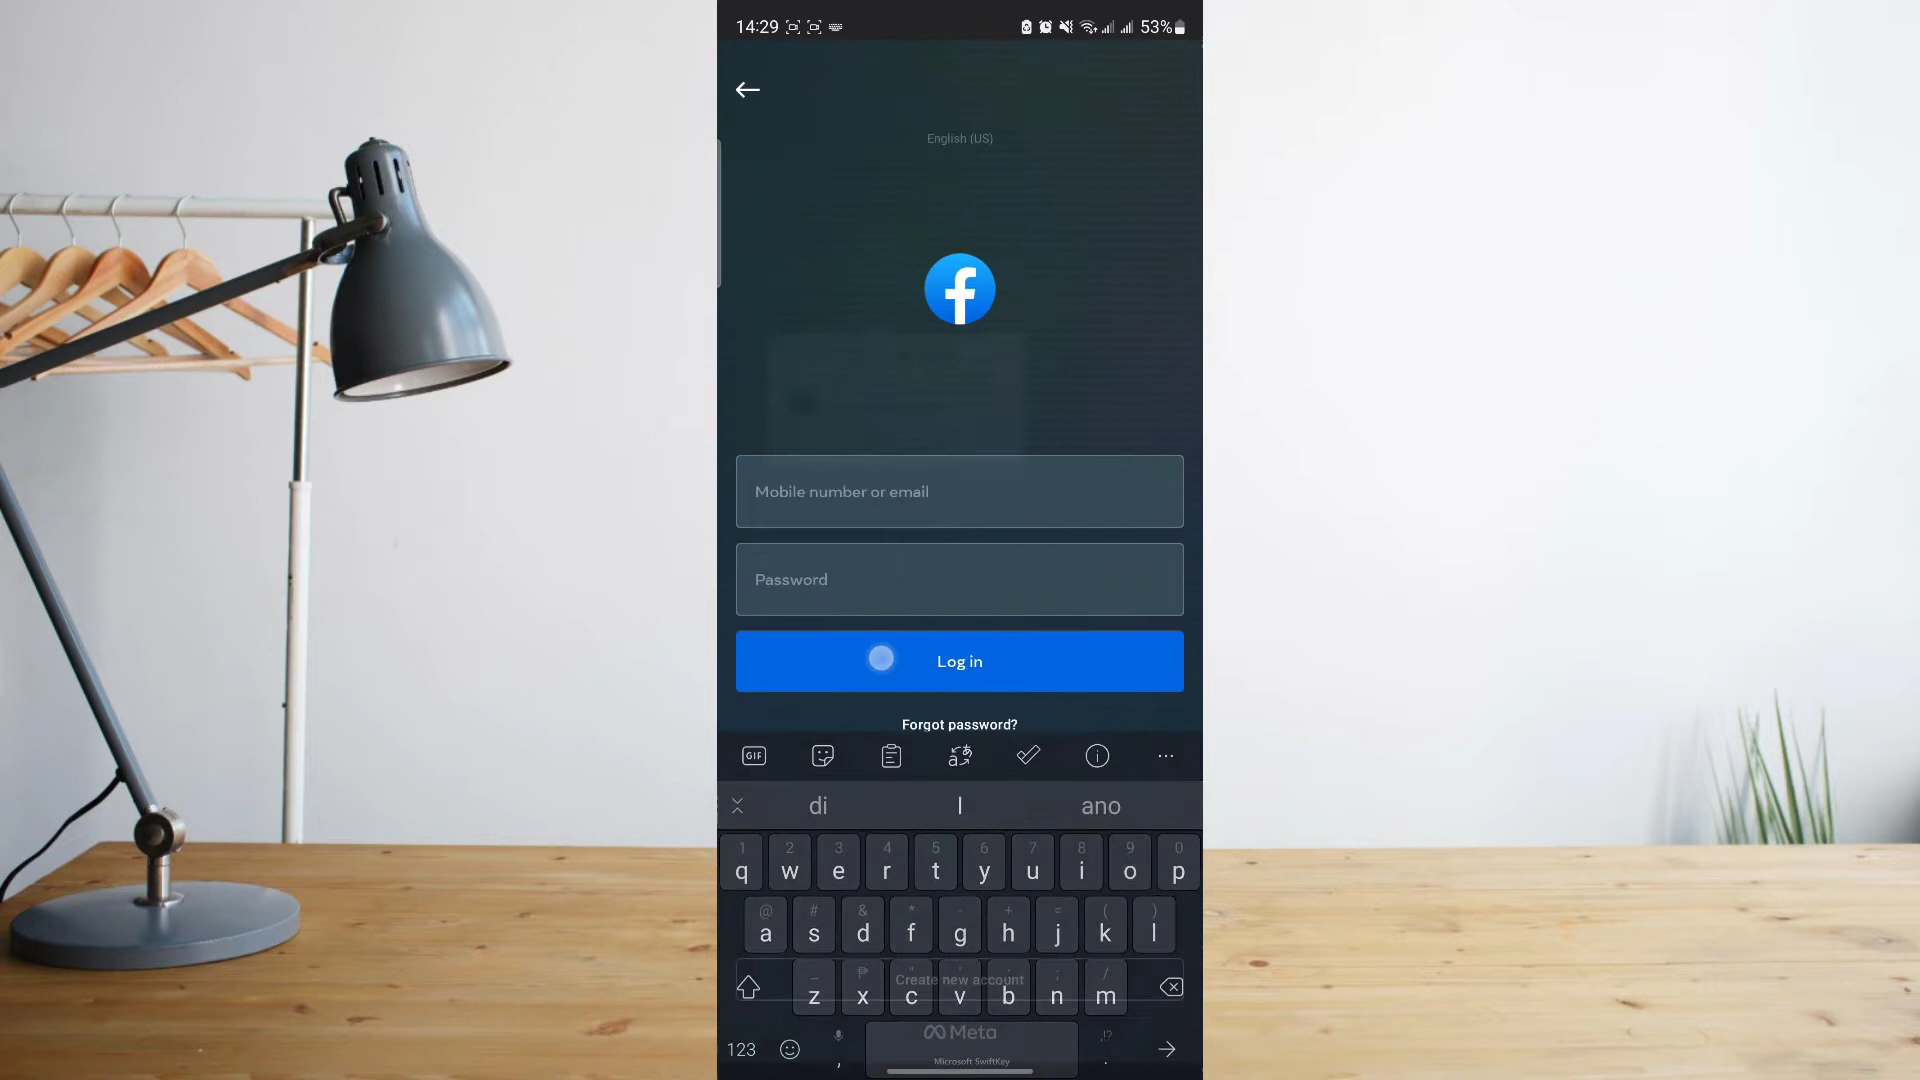 14:29 53%
English (US)
Mobile number or email
Password
Log in
Forgot password?
GIF
di I ano
1 2 3 4 5 6 7 8 9 0
q w e r t y u i o p
@ # & * - + = ( )
a s d f g h j k l
_ ₱ " ' : ; /
Create new account
z x c v b n m
Meta
!?
123 , .
Microsoft SwiftKey